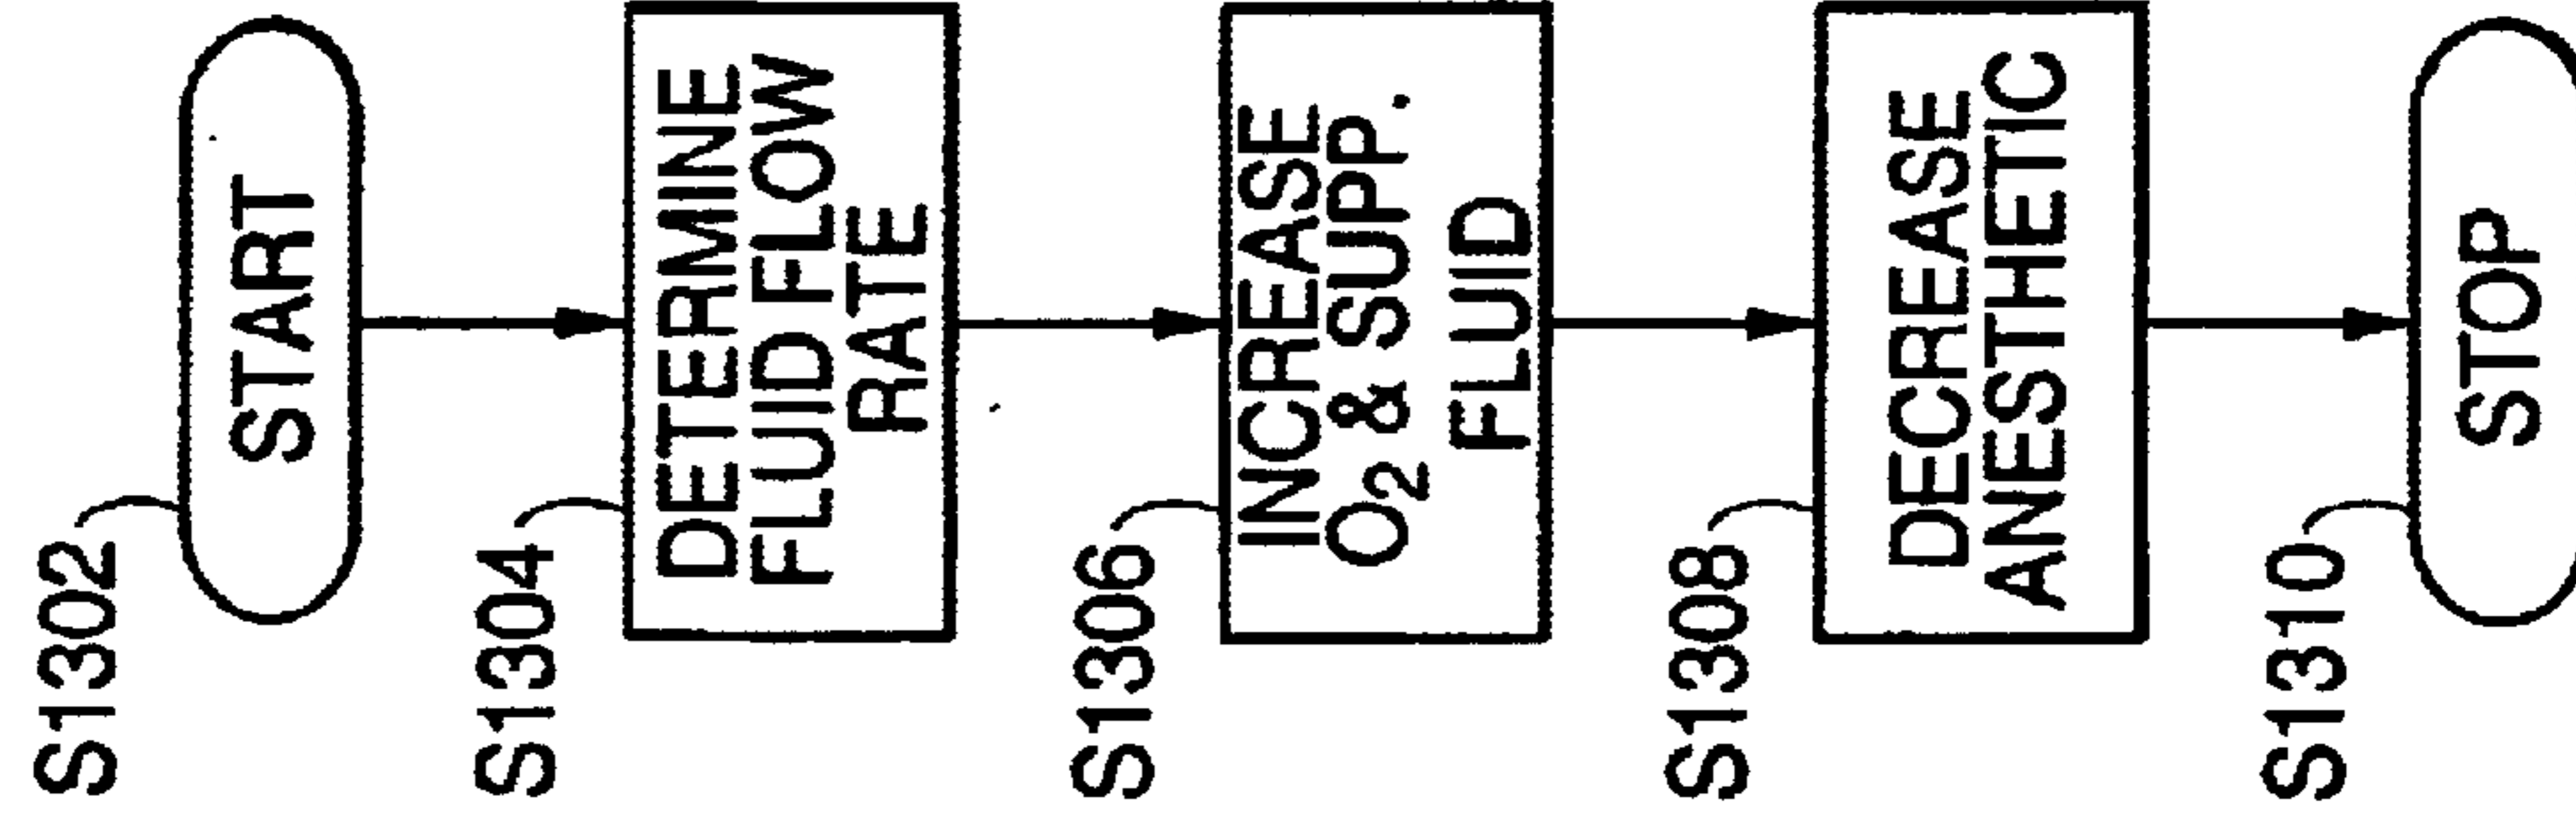 S1302
START
S1304
DETERMINE
FLUID FLOW
RATE
S1306
INCREASE
O₂ & SUPP.
FLUID
S1308
DECREASE
ANESTHETIC
S1310
STOP